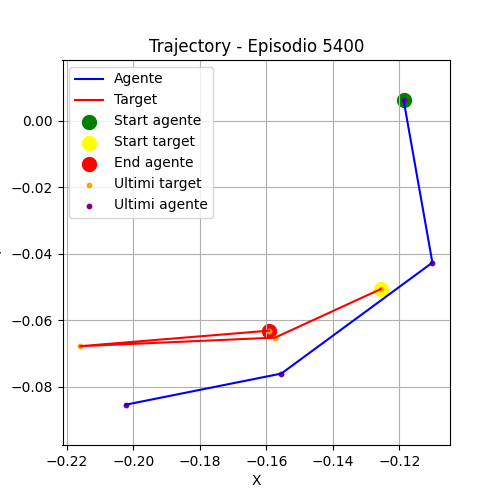 Trajectory - Episodio 5400
Agente
Target
Start agente
Start target
End agente
Ultimi target
Ultimi agente
0.00
−0.02
−0.04
−0.06
−0.08
−0.22
−0.20
−0.18
−0.16
−0.14
−0.12
X